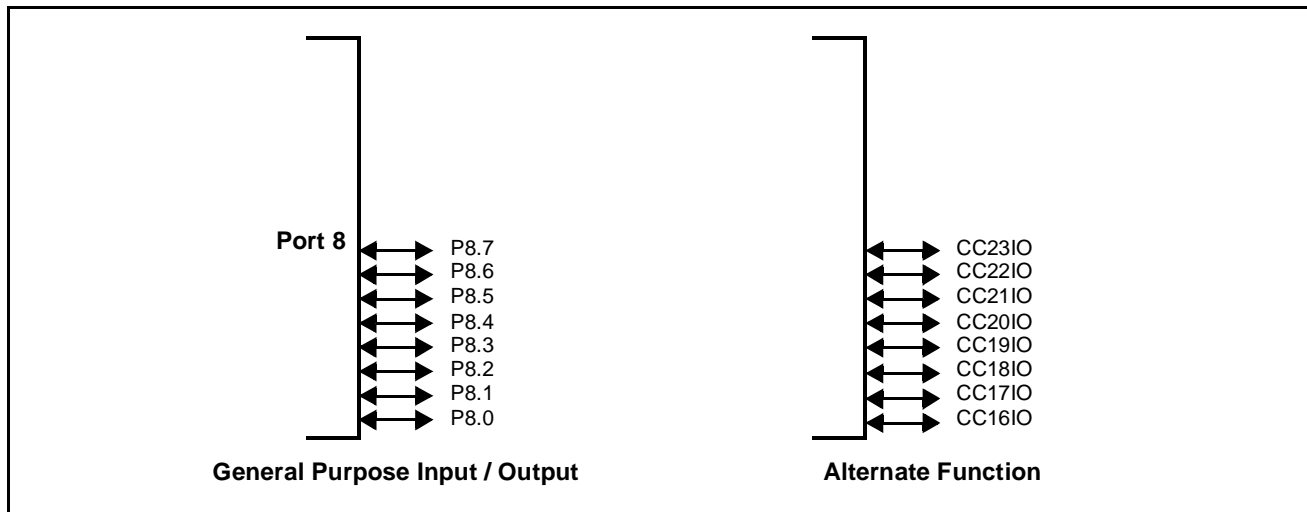 Port 8
P8.7
P8.6
P8.5
P8.4
P8.3
P8.2
P8.1
P8.0
General Purpose Input / Output
CC23IO
CC22IO
CC21IO
CC20IO
CC19IO
CC18IO
CC17IO
CC16IO
Alternate Function